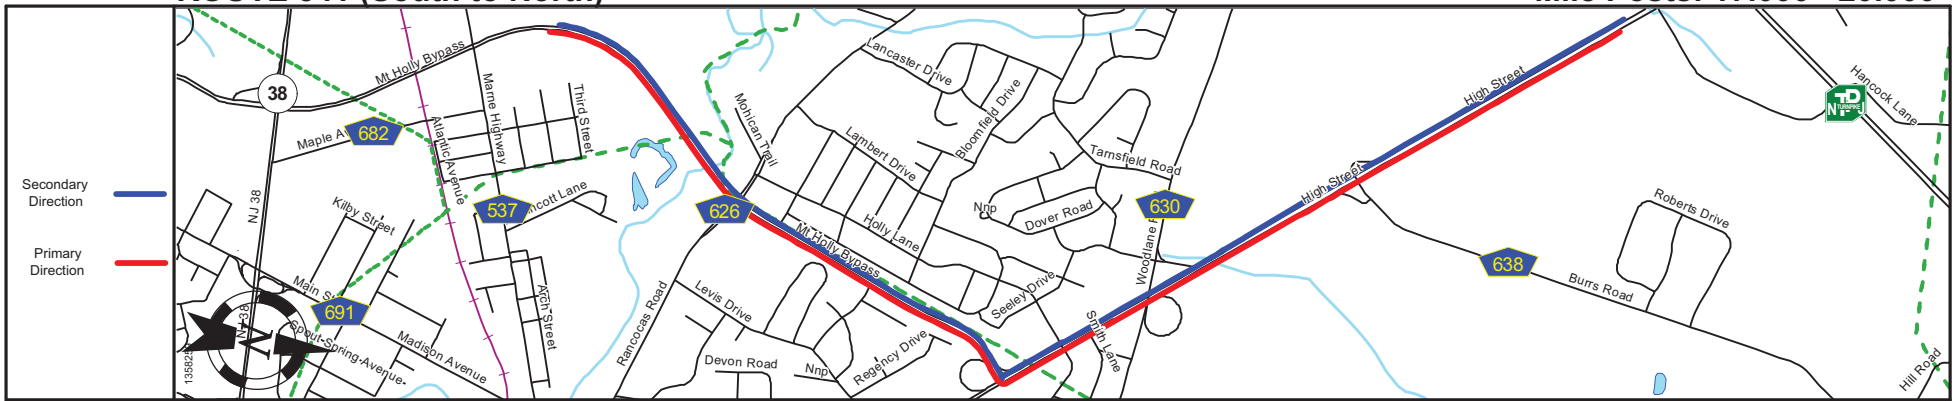 Secondary
Direction
Primary
Direction
38
Mt Holly Bypass
Maple A
682
NJ 38
Kilby Street
Main St
691
NJ 38
Spout-Spring-Avenue
Madison Avenue
N
Atlantic Avenue
Marne Highway
Third Street
537
ncott Lane
Arch Street
Rancocas Road
626
Mohican Trail
Lancaster Drive
Bloomfield Drive
Lambert Drive
Holly Lane
Mt Holly Bypass
Levis Drive
Devon Road
Nnp
Regency Drive
Seeley Drive
Nnp
Dover Road
Tarnsfield Road
630
Woodlane R
Smith Lane
High Street
High Street
638
Burrs Road
Roberts Drive
Hancock Lane
NTPJ
TURNPIKE
Hill Road